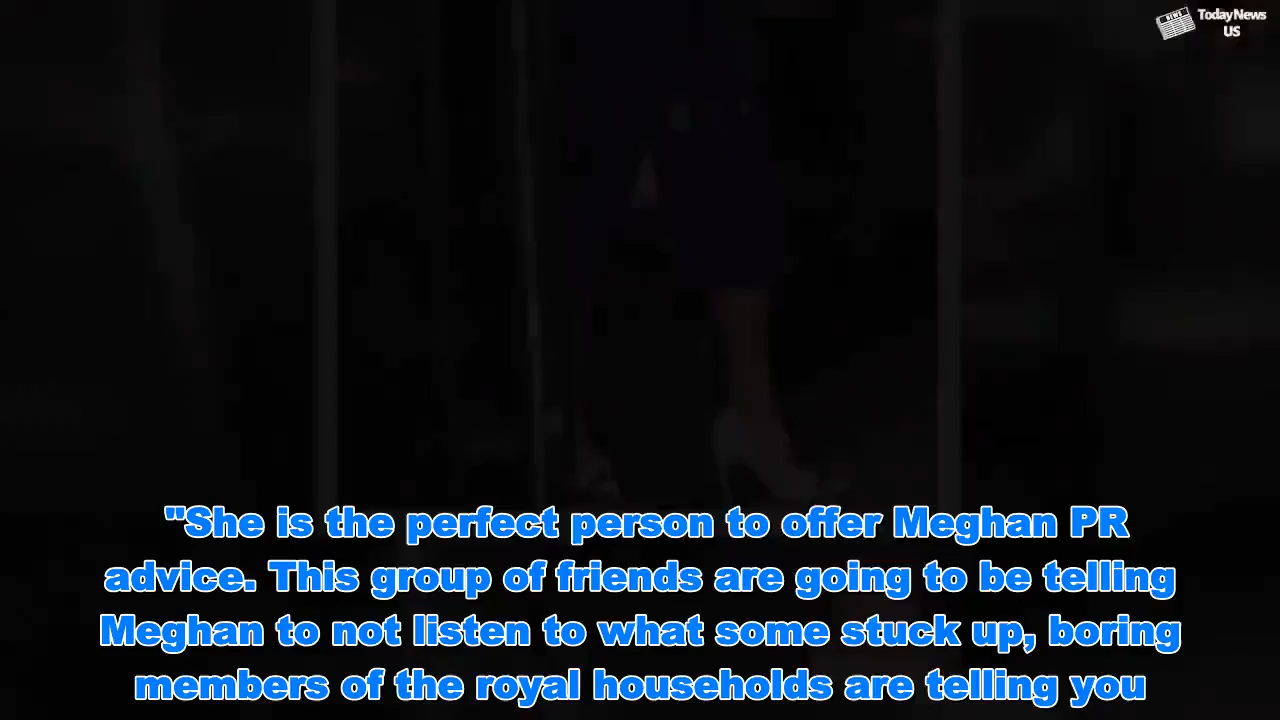 NEWS
TodayNews
US
"She is the perfect person to offer Meghan PR
advice. This group of friends are going to be telling
Meghan to not listen to what some stuck up, boring
members of the royal households are telling you